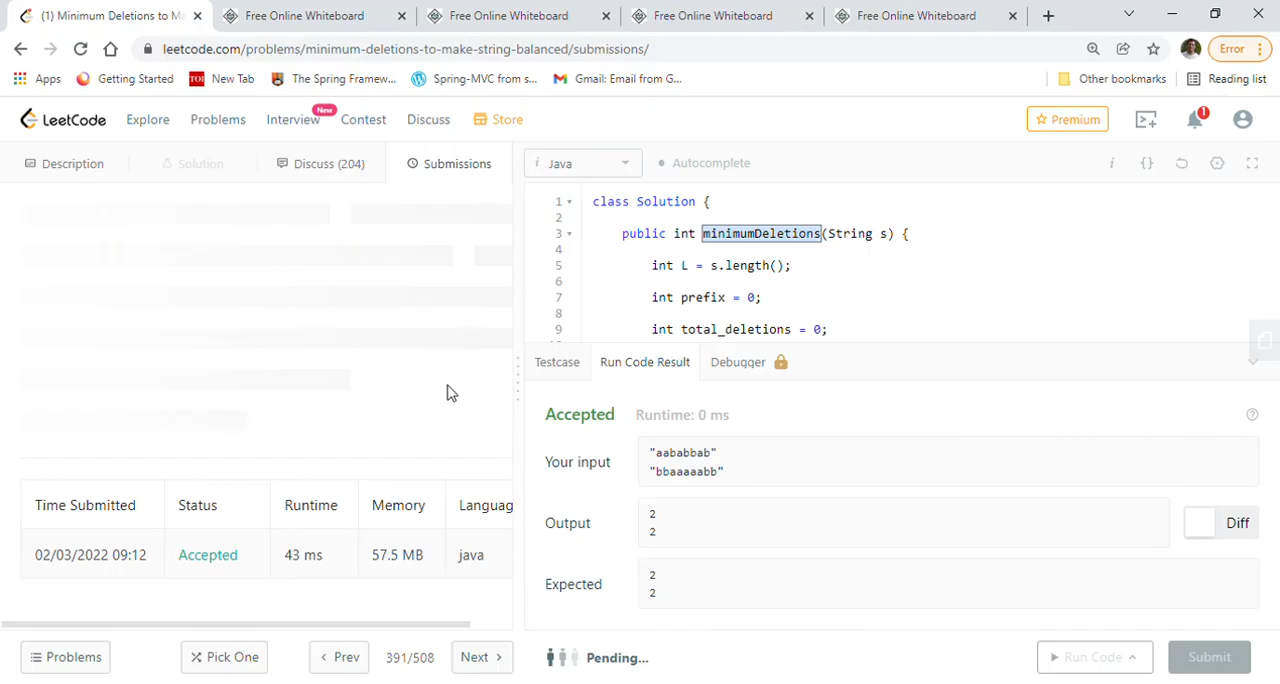 (1) Minimum Deletions to Ma
Free Online Whiteboard
Free Online Whiteboard
Free Online Whiteboard
Free Online Whiteboard
leetcode.com/problems/minimum-deletions-to-make-string-balanced/submissions/
Error
Apps
Getting Started
New Tab
The Spring Framew...
Spring-MVC from s...
Gmail: Email from G...
Other bookmarks
Reading list
LeetCode
Explore
Problems
Interview
New
Contest
Discuss
Store
Premium
1
Description
Solution
Discuss (204)
Submissions
i Java
Autocomplete
i {}
1 class Solution {
2
3 public int minimumDeletions(String s) {
4
5 int L = s.length();
6
7 int prefix = 0;
8
9 int total_deletions = 0;
Testcase
Run Code Result
Debugger
Accepted
Runtime: 0 ms
Your input
"aababbab"
"bbaaaaabb"
Output
2
2
Diff
Expected
2
2
Time Submitted Status Runtime Memory Languag
02/03/2022 09:12 Accepted 43 ms 57.5 MB java
Problems
Pick One
Prev
391/508
Next
Pending...
Run Code
Submit